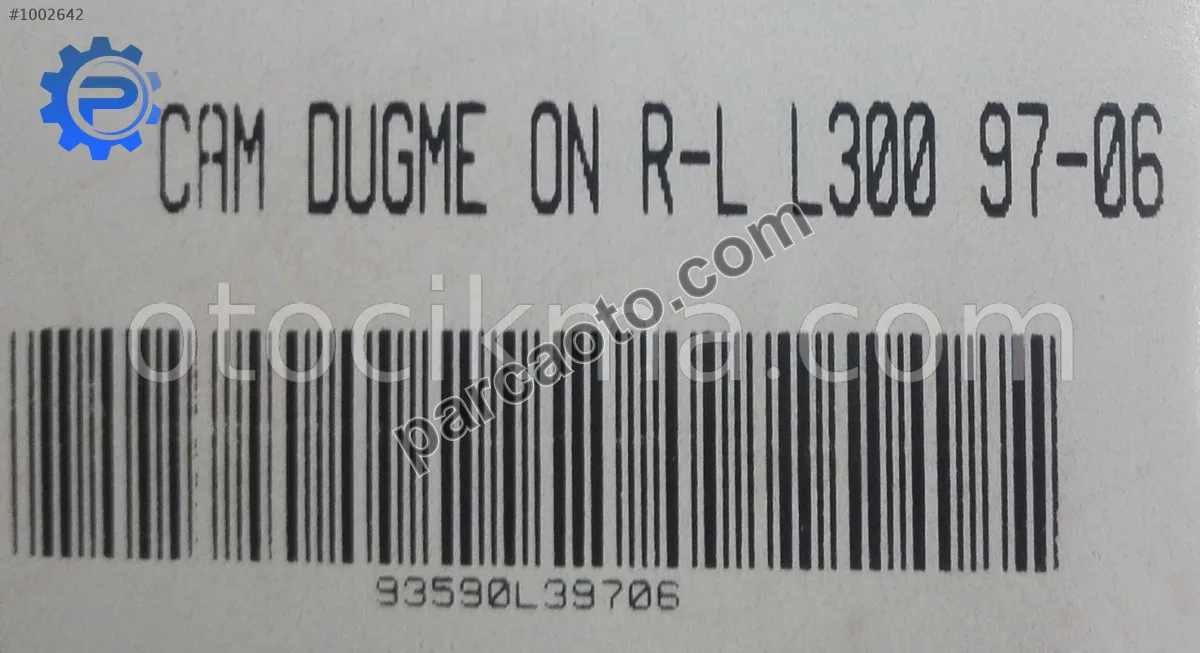 #1002642
CAM DUGME ON R-L L300 97-06
parcaoto.com
otocikma.com
93590L39706